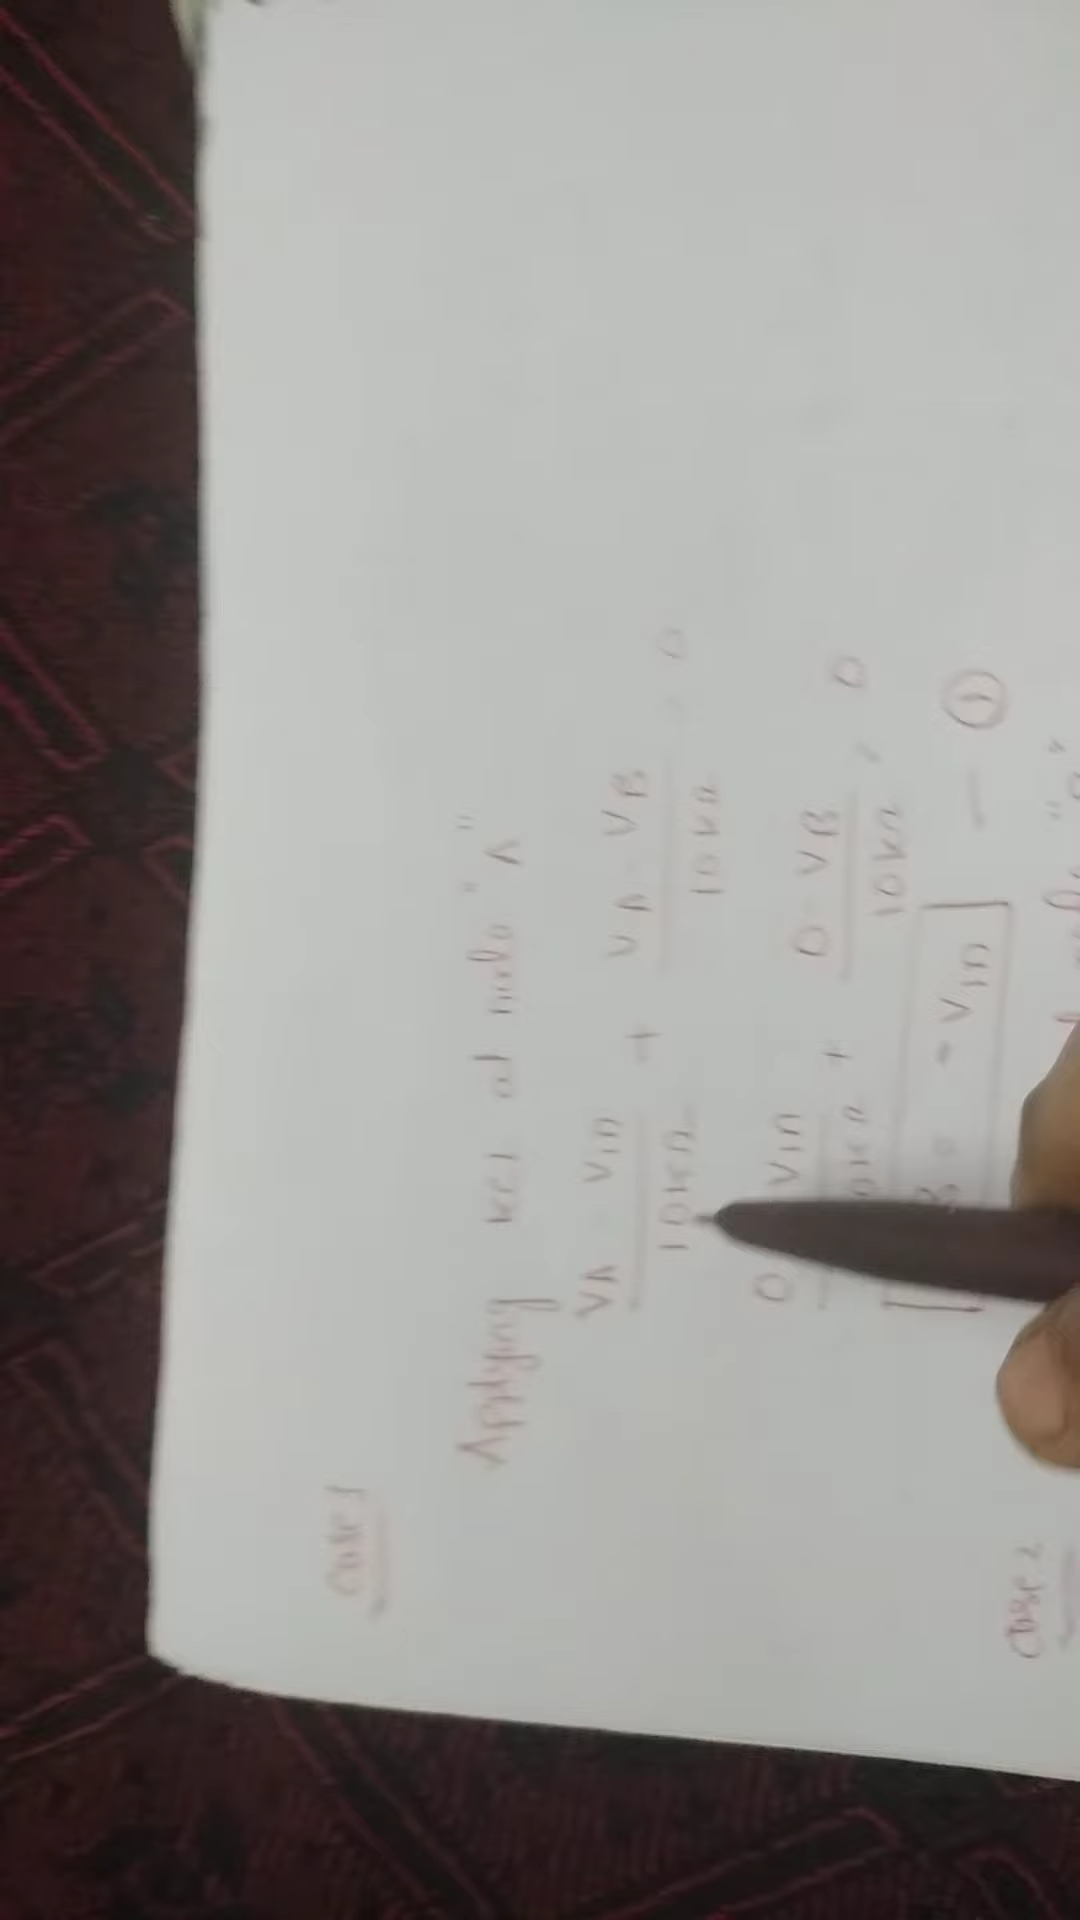 Case 1
Applying KCL at node "A"
VA - Vin / 10KΩ + VA - VB / 10KΩ = 0
0 - Vin / 10KΩ + 0 - VB / 10KΩ = 0
VB = - Vin — ①
Case 2